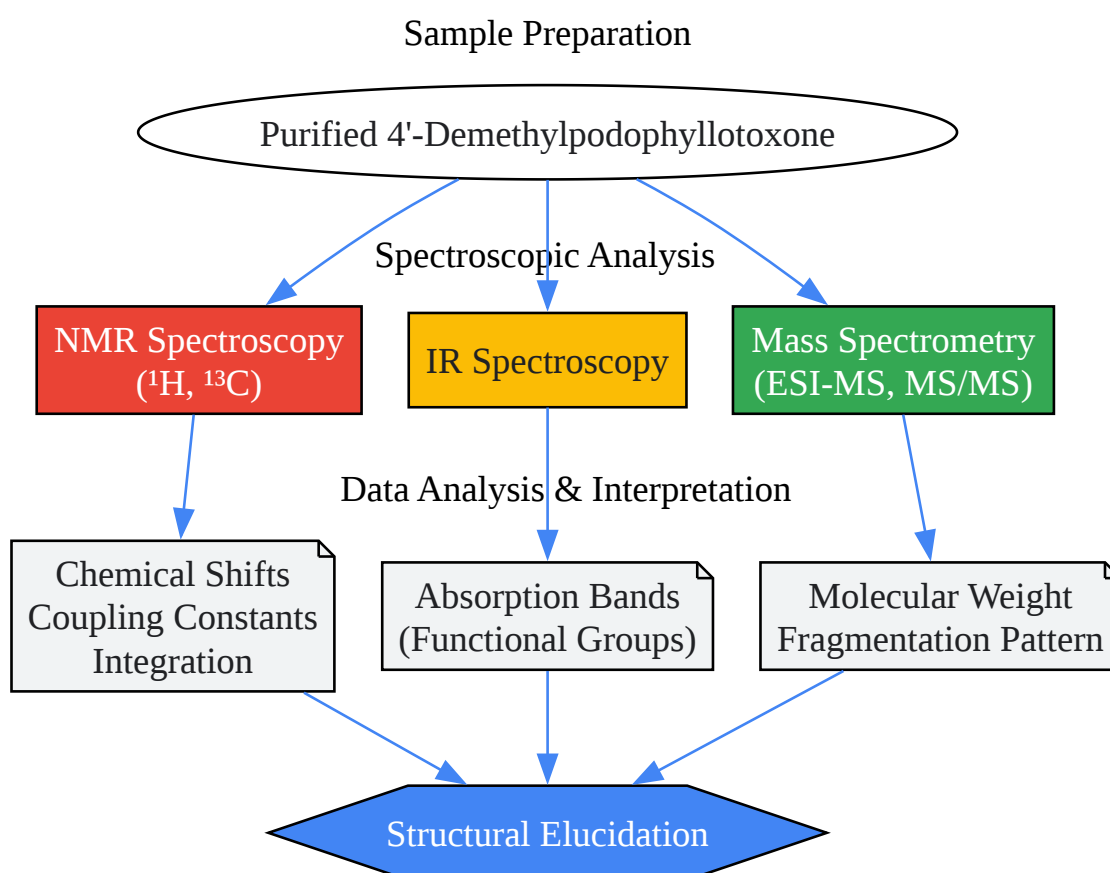 Sample Preparation
Purified 4'-Demethylpodophyllotoxone
Spectroscopic Analysis
NMR Spectroscopy
(¹H, ¹³C)
IR Spectroscopy
Mass Spectrometry
(ESI-MS, MS/MS)
Data Analysis & Interpretation
Chemical Shifts
Coupling Constants
Integration
Absorption Bands
(Functional Groups)
Molecular Weight
Fragmentation Pattern
Structural Elucidation